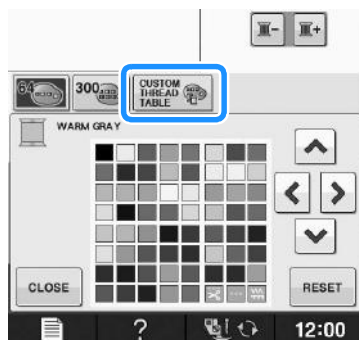 64
300
CUSTOM
THREAD
TABLE
WARM GRAY
CLOSE
RESET
?
12:00